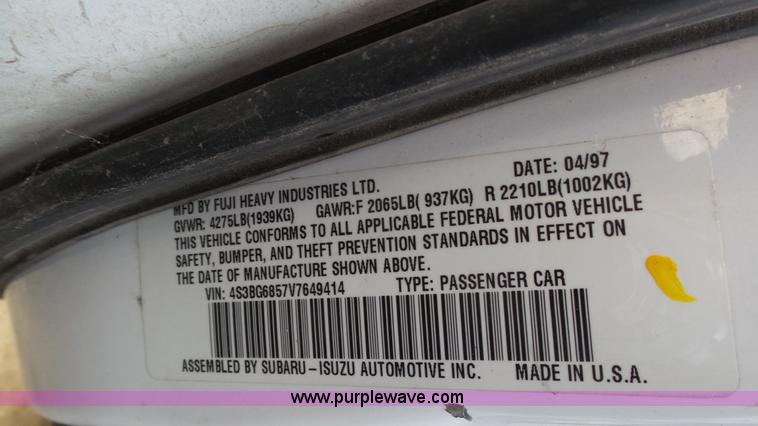 MFD BY FUJI HEAVY INDUSTRIES LTD. DATE: 04/97
GVWR: 4275LB(1939KG) GAWR:F 2065LB( 937KG) R 2210LB(1002KG)
THIS VEHICLE CONFORMS TO ALL APPLICABLE FEDERAL MOTOR VEHICLE
SAFETY, BUMPER, AND THEFT PREVENTION STANDARDS IN EFFECT ON
THE DATE OF MANUFACTURE SHOWN ABOVE.
VIN: 4S3BG6857V7649414 TYPE: PASSENGER CAR
ASSEMBLED BY SUBARU-ISUZU AUTOMOTIVE INC. MADE IN U.S.A.
www.purplewave.com